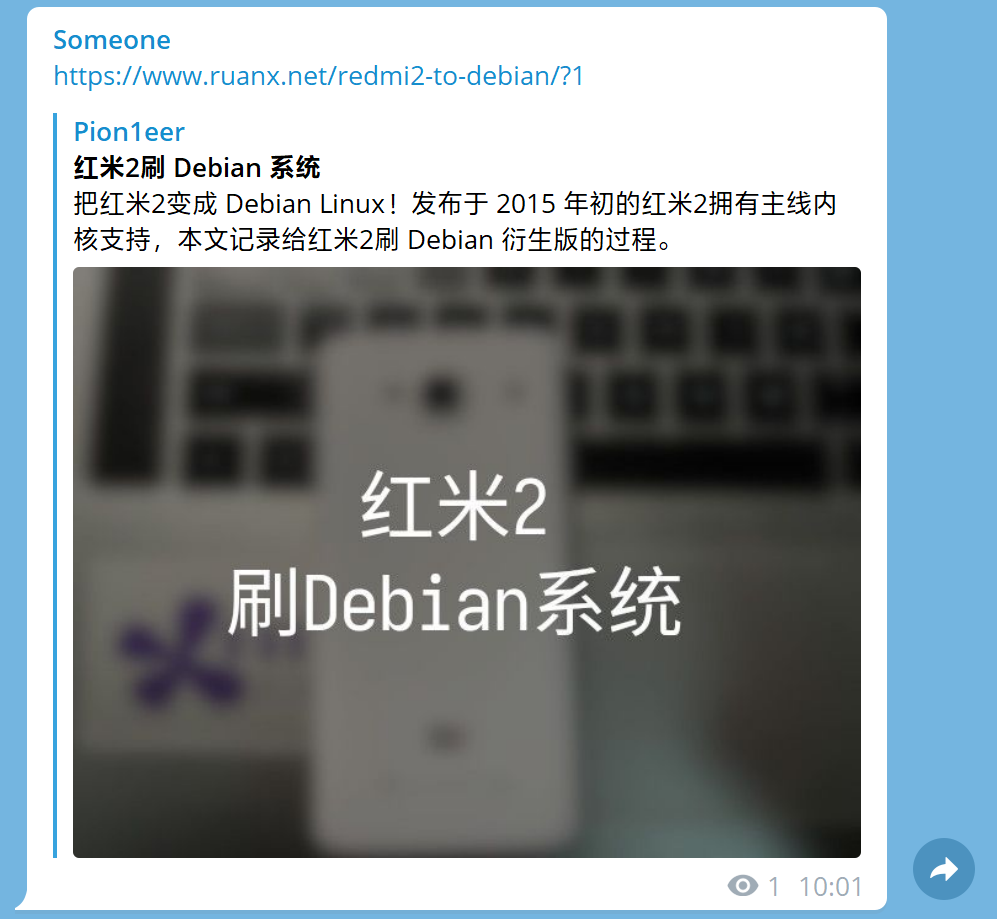 Someone
https://www.ruanx.net/redmi2-to-debian/?1
Pion1eer
红米2刷 Debian 系统
把红米2变成 Debian Linux！发布于 2015 年初的红米2拥有主线内
核支持，本文记录给红米2刷 Debian 衍生版的过程。
红米2
刷Debian系统
1 10:01